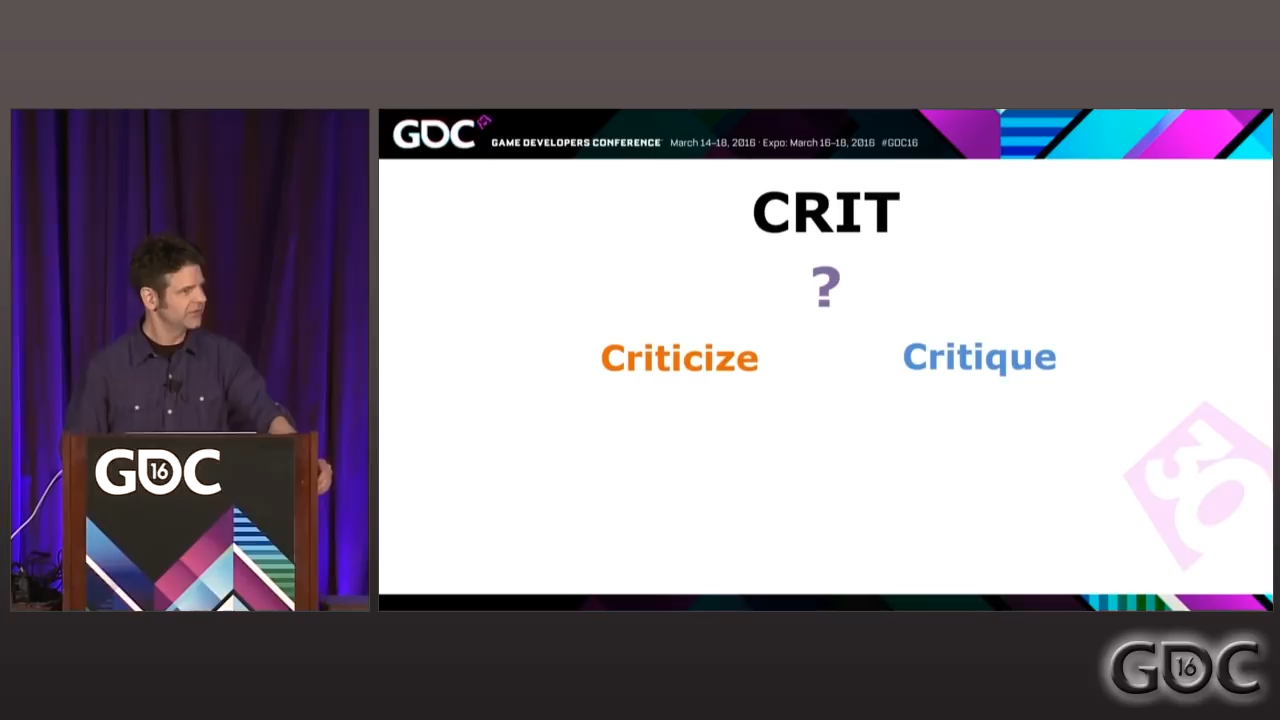 GDC
GAME DEVELOPERS CONFERENCE March 14–18, 2016 · Expo: March 16–18, 2016 #GDC16
CRIT
?
Criticize Critique
30
GDC
16
GDC
16